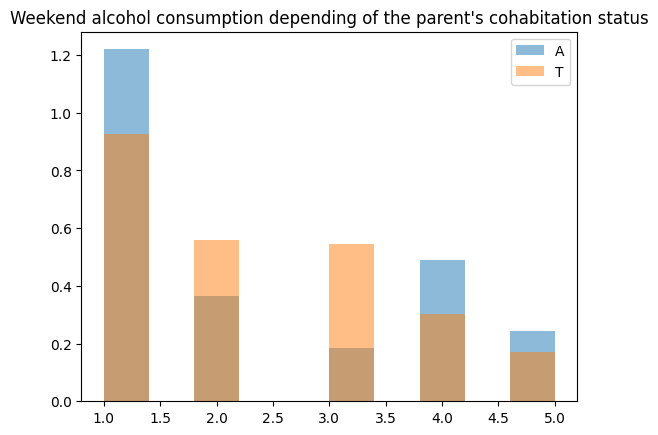 Weekend alcohol consumption depending of the parent's cohabitation status
A
T
1.2
1.0
0.8
0.6
0.4
0.2
0.0
1.0 1.5 2.0 2.5 3.0 3.5 4.0 4.5 5.0